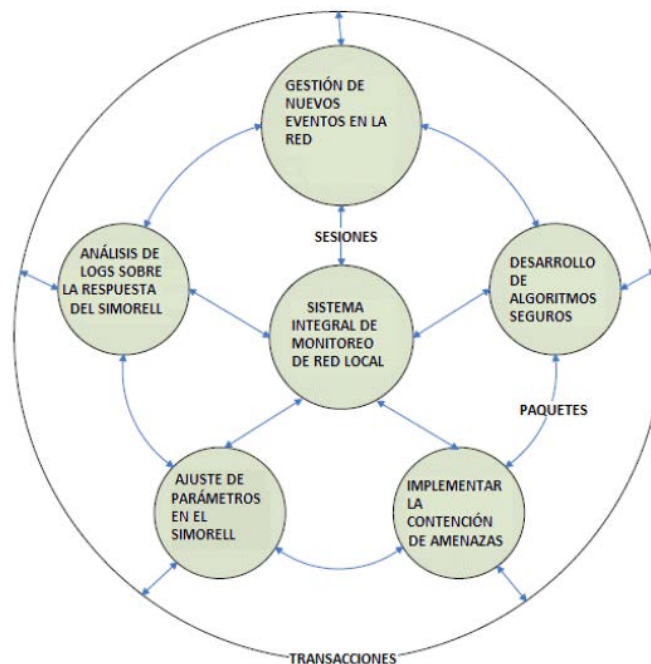 GESTIÓN DE
NUEVOS
EVENTOS EN LA
RED
SESIONES
ANÁLISIS DE
LOGS SOBRE
LA RESPUESTA
DEL SIMORELL
DESARROLLO
DE
ALGORITMOS
SEGUROS
SISTEMA
INTEGRAL DE
MONITOREO
DE RED LOCAL
PAQUETES
AJUSTE DE
PARÁMETROS
EN EL
SIMORELL
IMPLEMENTAR
LA
CONTENCIÓN
DE AMENAZAS
TRANSACCIONES